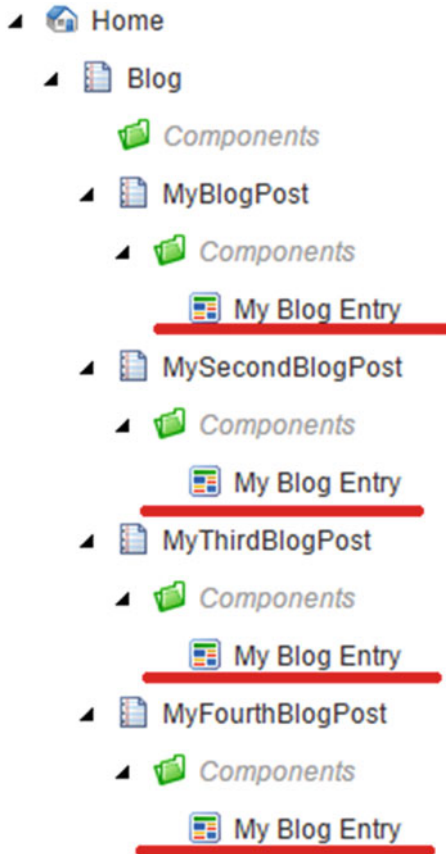 Home
Blog
Components
MyBlogPost
Components
My Blog Entry
MySecondBlogPost
Components
My Blog Entry
MyThirdBlogPost
Components
My Blog Entry
MyFourthBlogPost
Components
My Blog Entry